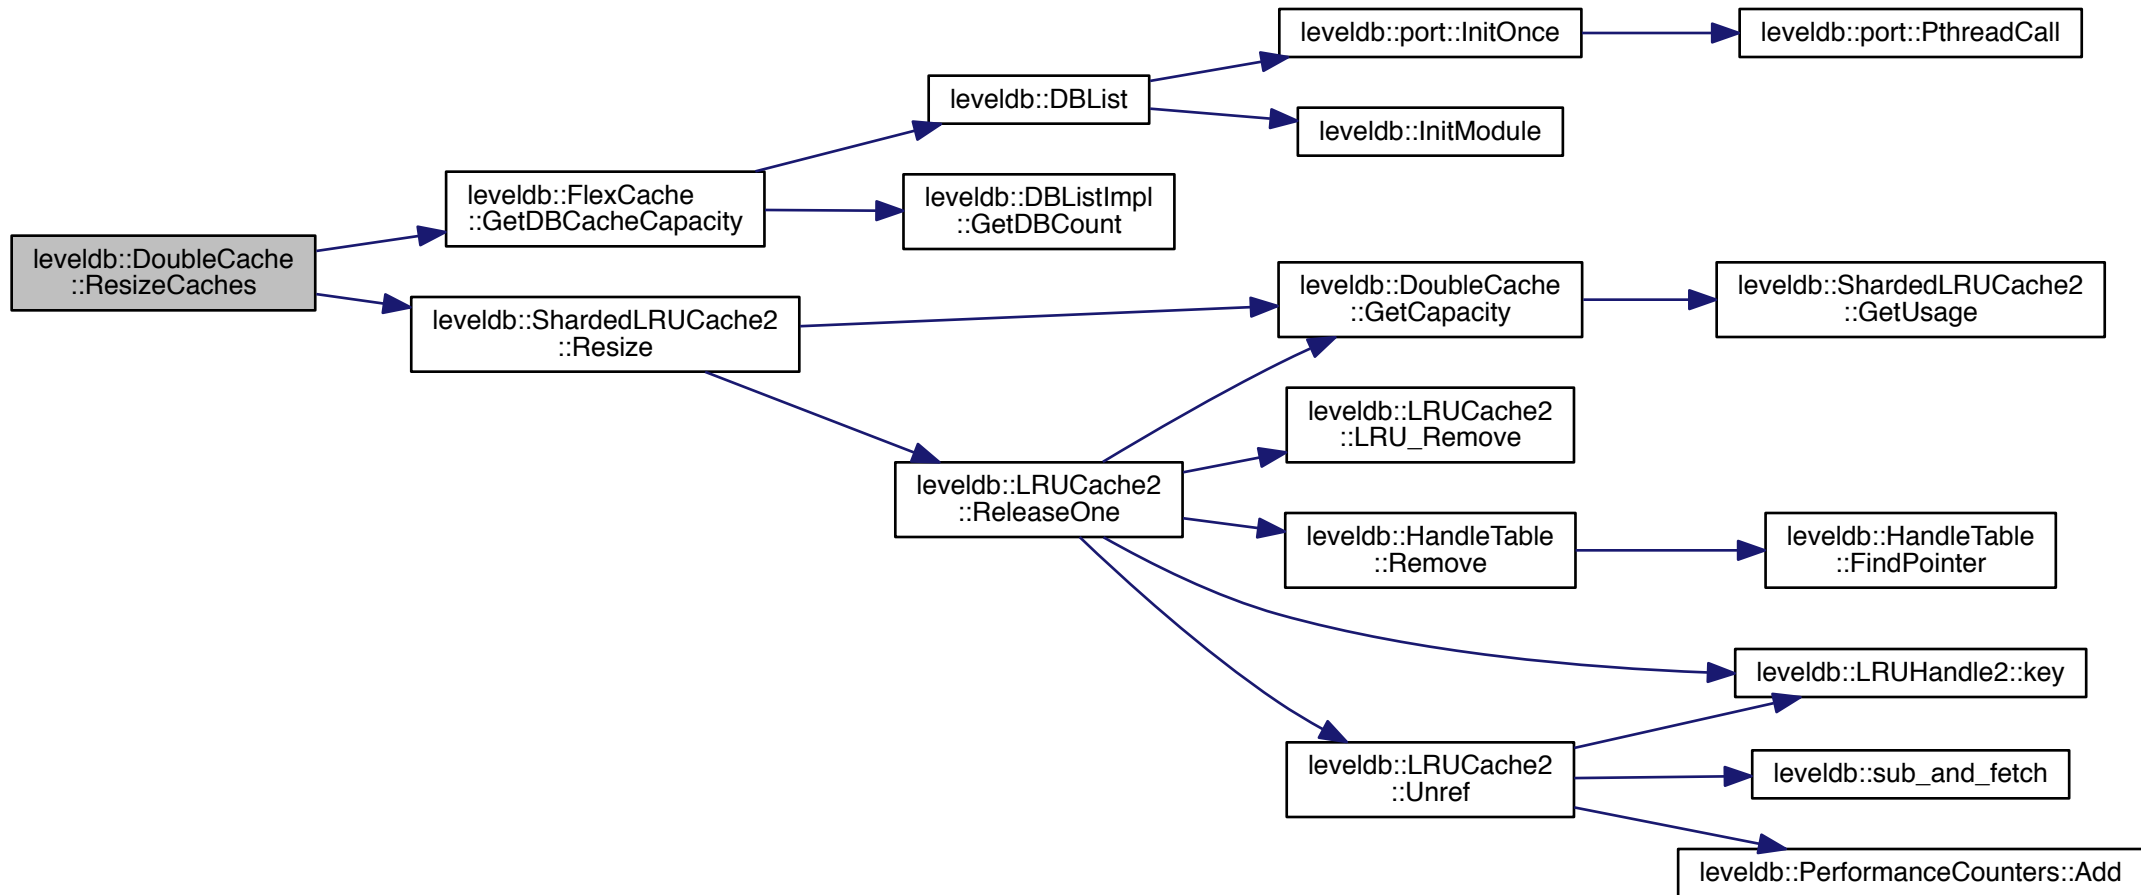 leveldb::DoubleCache
::ResizeCaches
leveldb::FlexCache
::GetDBCacheCapacity
leveldb::ShardedLRUCache2
::Resize
leveldb::DBList
leveldb::DBListImpl
::GetDBCount
leveldb::LRUCache2
::ReleaseOne
leveldb::port::InitOnce
leveldb::InitModule
leveldb::DoubleCache
::GetCapacity
leveldb::LRUCache2
::LRU_Remove
leveldb::HandleTable
::Remove
leveldb::LRUCache2
::Unref
leveldb::port::PthreadCall
leveldb::ShardedLRUCache2
::GetUsage
leveldb::HandleTable
::FindPointer
leveldb::LRUHandle2::key
leveldb::sub_and_fetch
leveldb::PerformanceCounters::Add